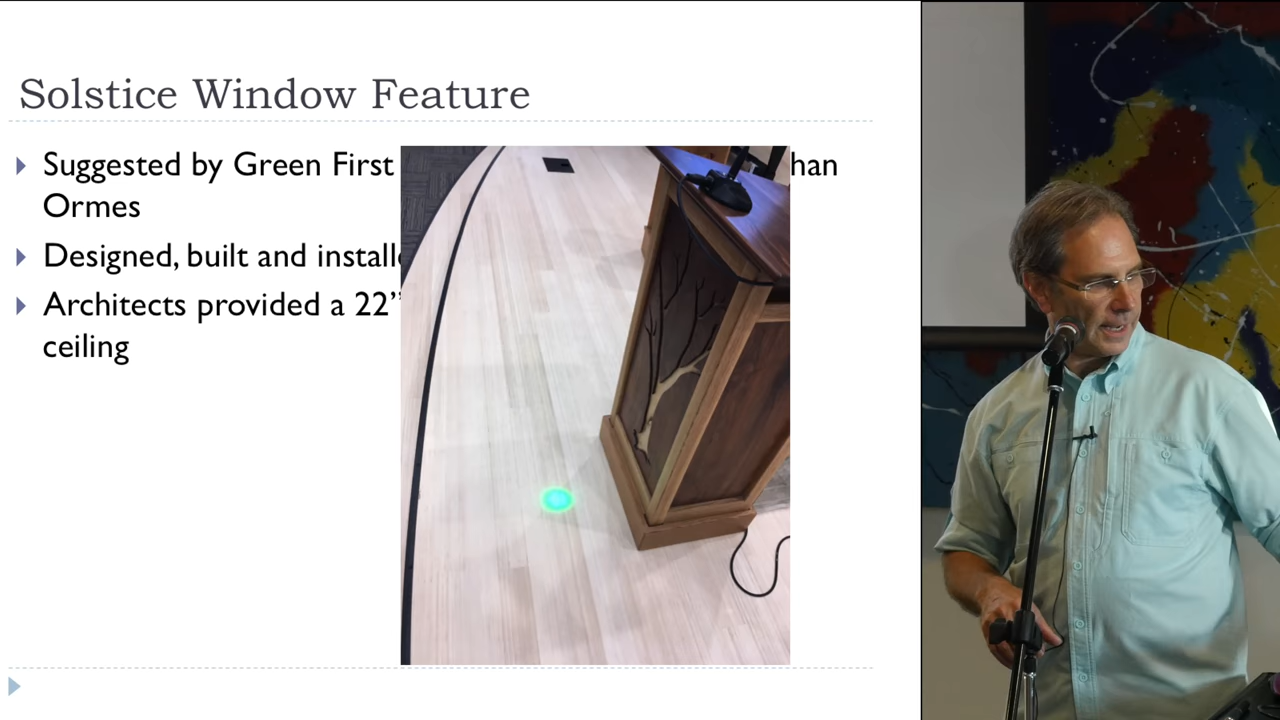 Solstice Window Feature
Suggested by Green First han
Ormes
Designed, built and install
Architects provided a 22”
ceiling